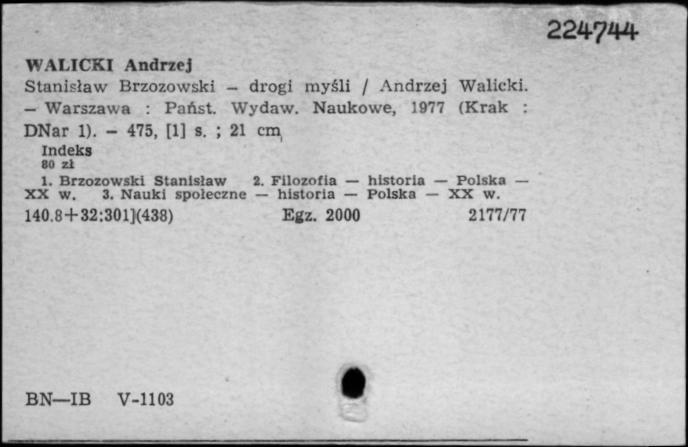 224744
WALICKI Andrzej
Stanisław Brzozowski — drogi myśli / Andrzej Walicki.
— Warszawa : Państ. Wydaw. Naukowe, 1977 (Krak :
DNar 1). — 475, [1] s. ; 21 cm
Indeks
80 zł
1. Brzozowski Stanisław 2. Filozofia — historia — Polska —
XX w. 3. Nauki społeczne — historia — Polska — XX w.
140.8+32:301](438) Egz. 2000 2177/77
BN—IB V-1103